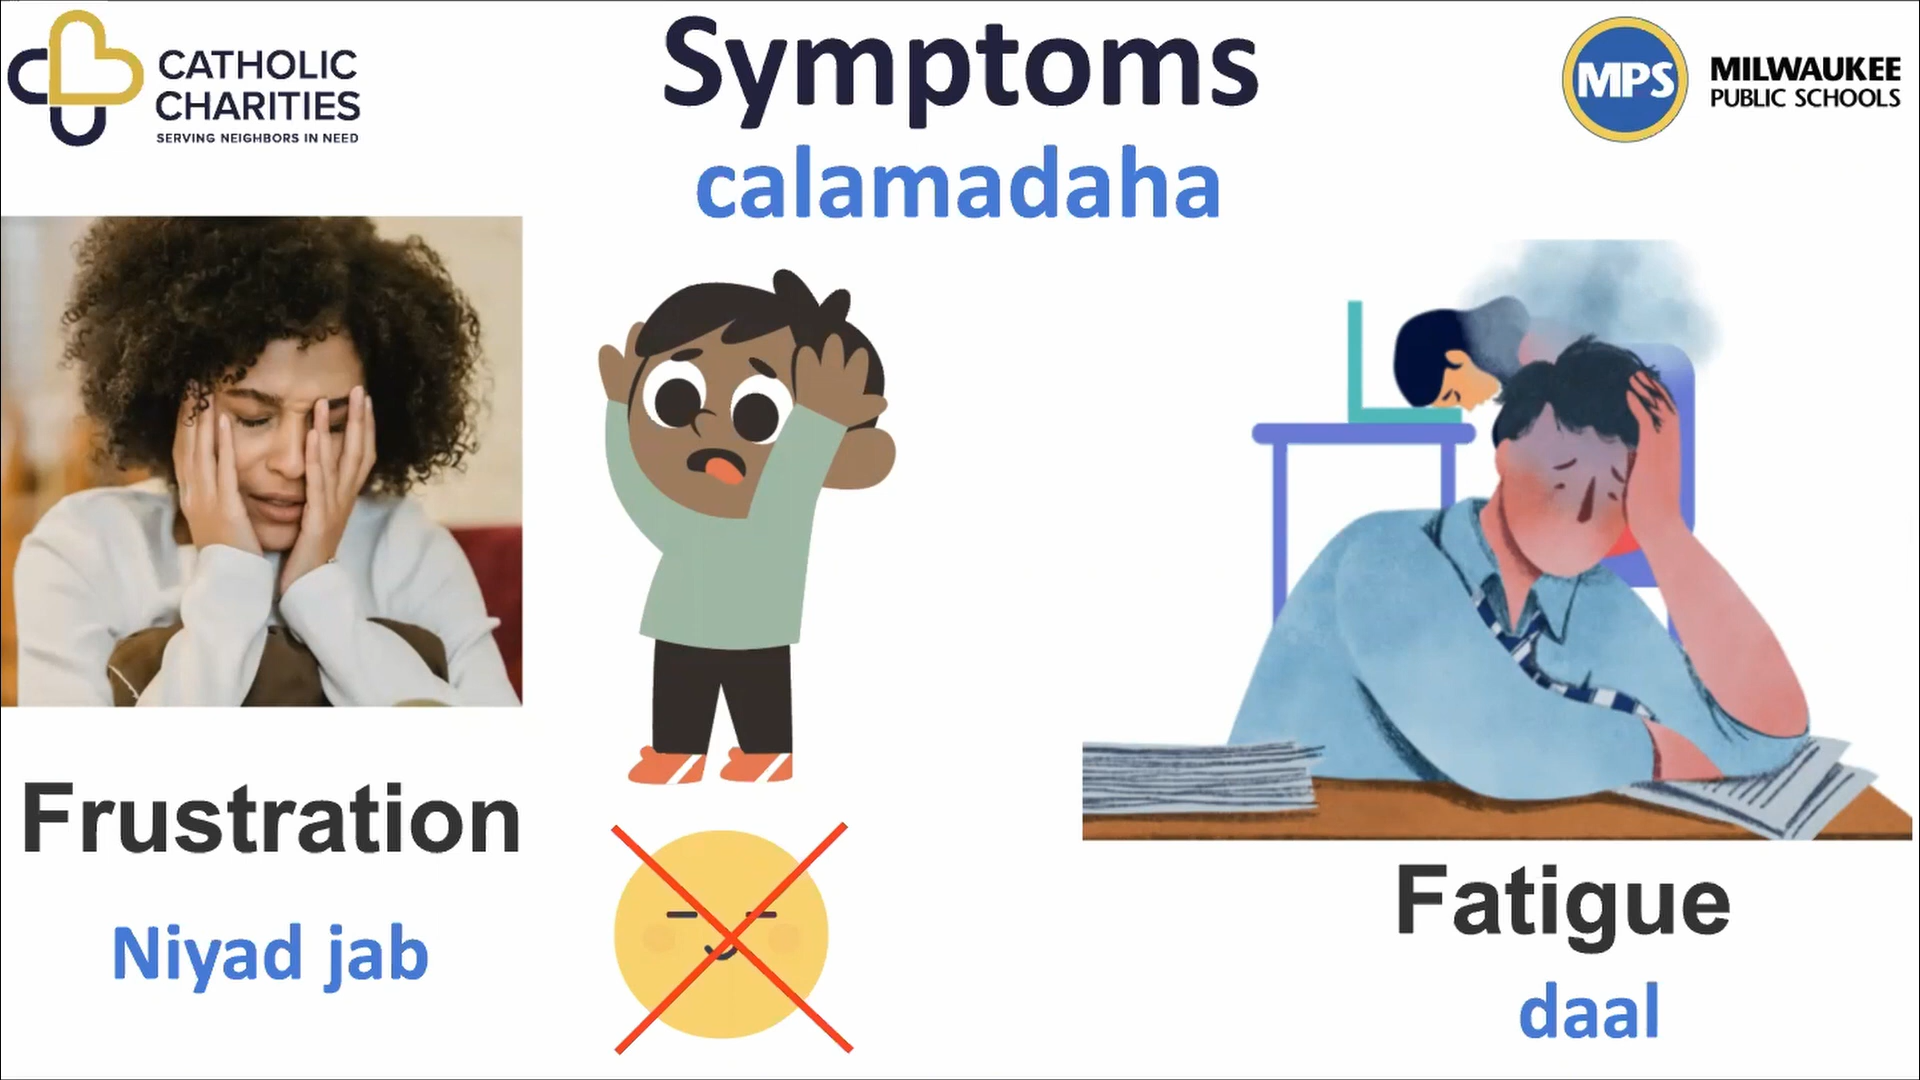 CATHOLIC
CHARITIES
SERVING NEIGHBORS IN NEED
Symptoms
calamadaha
MPS
MILWAUKEE
PUBLIC SCHOOLS
Frustration
Niyad jab
Fatigue
daal